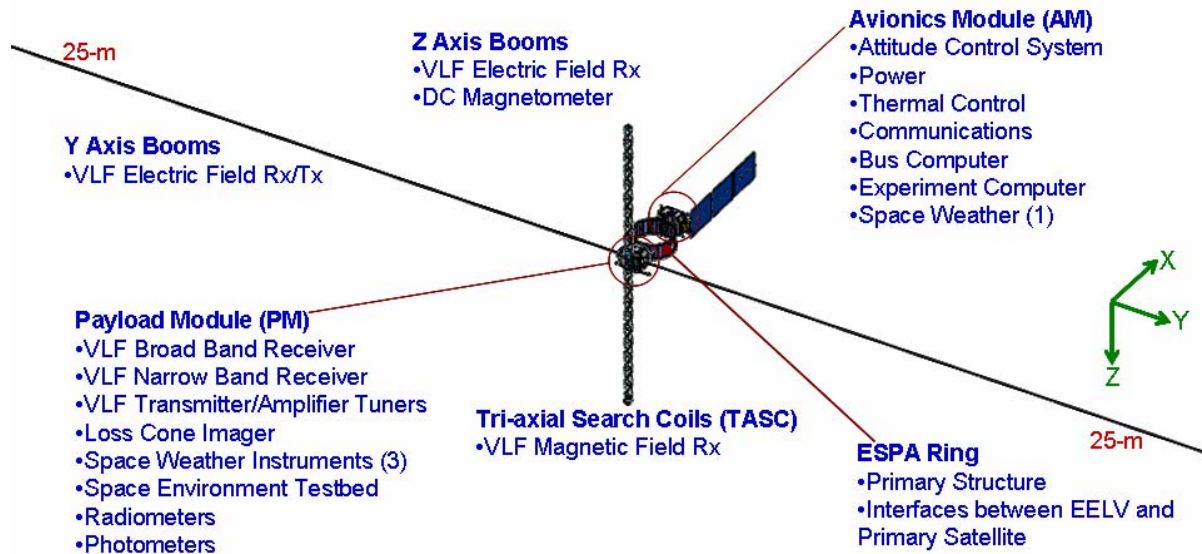 25-m
Z Axis Booms
•VLF Electric Field Rx
•DC Magnetometer
Avionics Module (AM)
•Attitude Control System
•Power
•Thermal Control
•Communications
•Bus Computer
•Experiment Computer
•Space Weather (1)
Y Axis Booms
•VLF Electric Field Rx/Tx
X
Y
Z
Payload Module (PM)
•VLF Broad Band Receiver
•VLF Narrow Band Receiver
•VLF Transmitter/Amplifier Tuners
•Loss Cone Imager
•Space Weather Instruments (3)
•Space Environment Testbed
•Radiometers
•Photometers
Tri-axial Search Coils (TASC)
•VLF Magnetic Field Rx
25-m
ESPA Ring
•Primary Structure
•Interfaces between EELV and
Primary Satellite